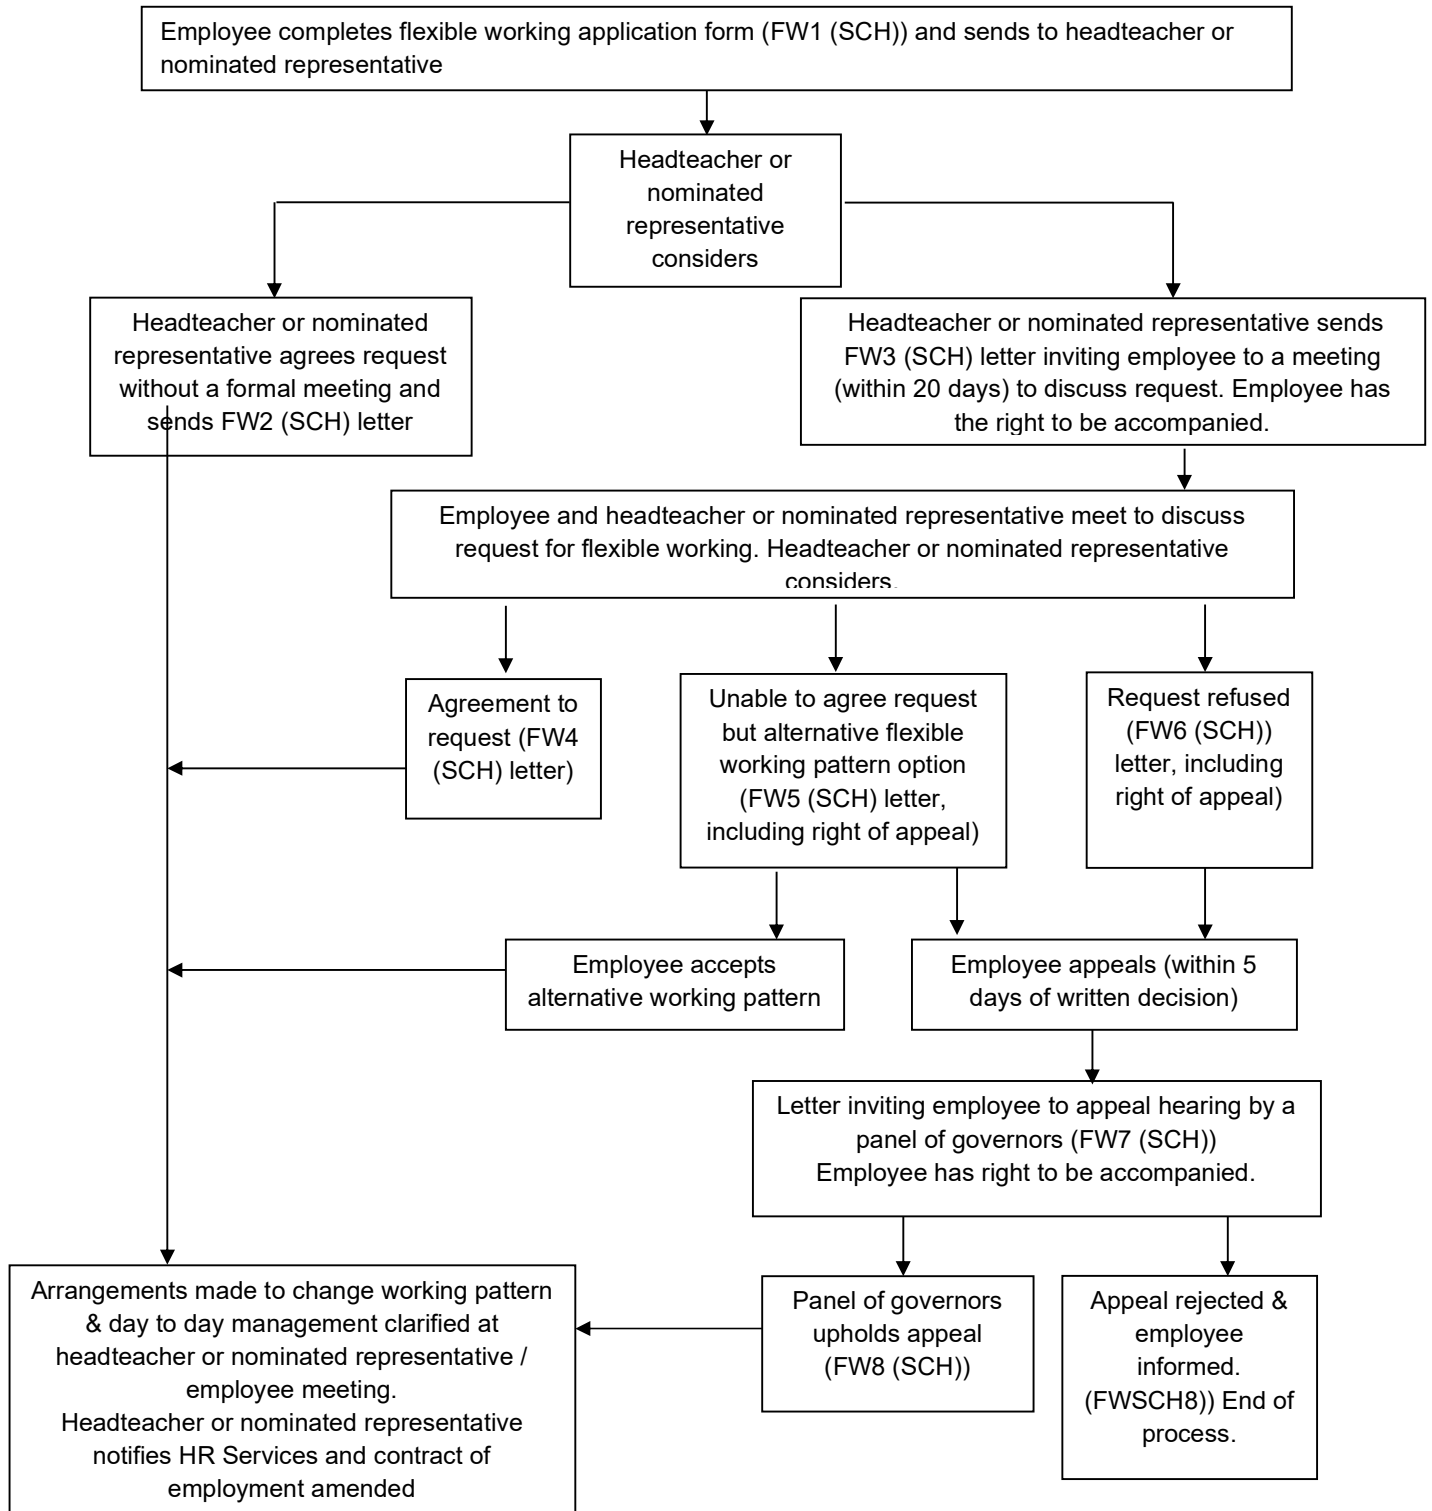 Employee completes flexible working application form (FW1 (SCH)) and sends to headteacher or
nominated representative
Headteacher or
nominated
representative
considers
Headteacher or nominated
representative agrees request
without a formal meeting and
sends FW2 (SCH) letter
Headteacher or nominated representative sends
FW3 (SCH) letter inviting employee to a meeting
(within 20 days) to discuss request. Employee has
the right to be accompanied.
Employee and headteacher or nominated representative meet to discuss
request for flexible working. Headteacher or nominated representative
considers.
Agreement to
request (FW4
(SCH) letter)
Unable to agree request
but alternative flexible
working pattern option
(FW5 (SCH) letter,
including right of appeal)
Request refused
(FW6 (SCH))
letter, including
right of appeal)
Employee accepts
alternative working pattern
Employee appeals (within 5
days of written decision)
Letter inviting employee to appeal hearing by a
panel of governors (FW7 (SCH))
Employee has right to be accompanied.
Arrangements made to change working pattern
& day to day management clarified at
headteacher or nominated representative /
employee meeting.
Headteacher or nominated representative
notifies HR Services and contract of
employment amended
Panel of governors
upholds appeal
(FW8 (SCH))
Appeal rejected &
employee
informed.
(FWSCH8)) End of
process.